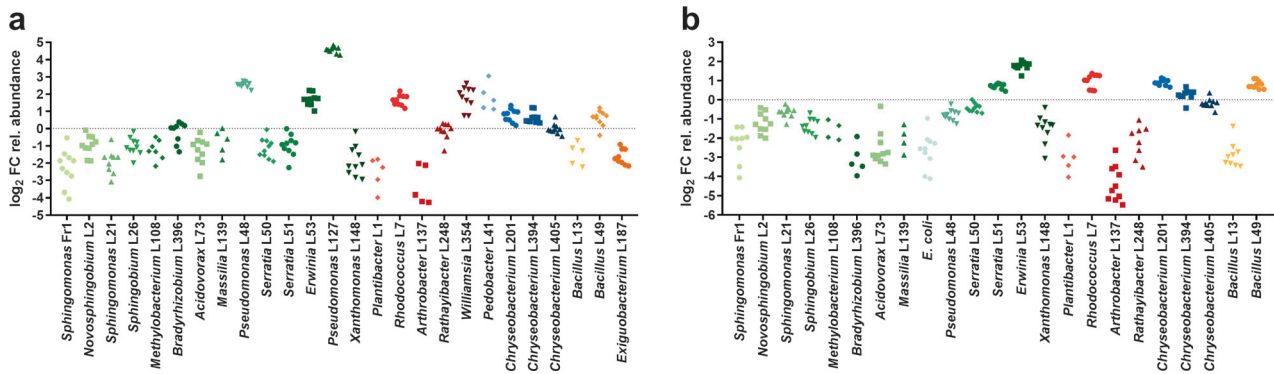 a
log2 FC rel. abundance
5
4
3
2
1
0
-1
-2
-3
-4
-5
Sphingomonas Fr1
Novosphingobium L2
Sphingomonas L21
Sphingobium L26
Methylobacterium L108
Bradyrhizobium L396
Acidovorax L73
Massilia L139
Pseudomonas L48
Serratia L50
Serratia L51
Erwinia L53
Pseudomonas L127
Xanthomonas L148
Plantibacter L1
Rhodococcus L7
Arthrobacter L137
Rathayibacter L248
Williamsia L354
Pedobacter L41
Chryseobacterium L201
Chryseobacterium L394
Chryseobacterium L405
Bacillus L13
Bacillus L49
Exiguobacterium L187
b
log2 FC rel. abundance
3
2
1
0
-1
-2
-3
-4
-5
-6
Sphingomonas Fr1
Novosphingobium L2
Sphingomonas L21
Sphingobium L26
Methylobacterium L108
Bradyrhizobium L396
Acidovorax L73
Massilia L139
E. coli
Pseudomonas L48
Serratia L50
Serratia L51
Erwinia L53
Xanthomonas L148
Plantibacter L1
Rhodococcus L7
Arthrobacter L137
Rathayibacter L248
Chryseobacterium L201
Chryseobacterium L394
Chryseobacterium L405
Bacillus L13
Bacillus L49